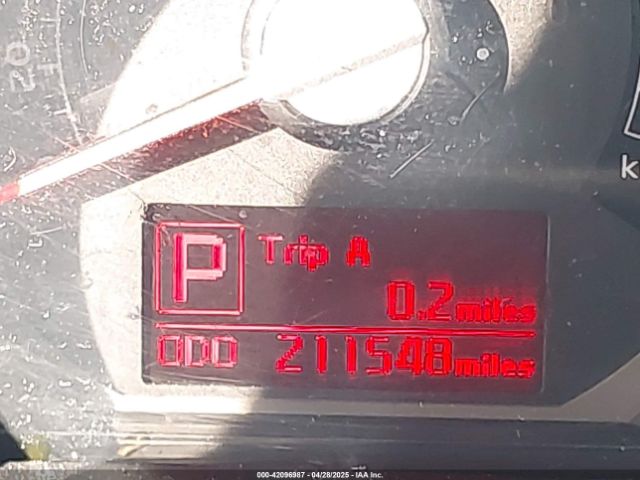 P
Trip A
0.2 miles
ODO 211548 miles
000-42096987 - 04/28/2025 - IAA Inc.